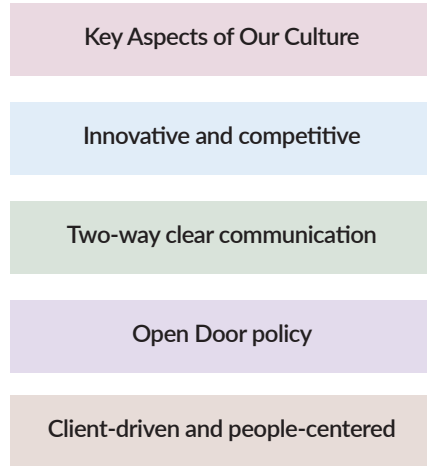 Key Aspects of Our Culture
Innovative and competitive
Two-way clear communication
Open Door policy
Client-driven and people-centered